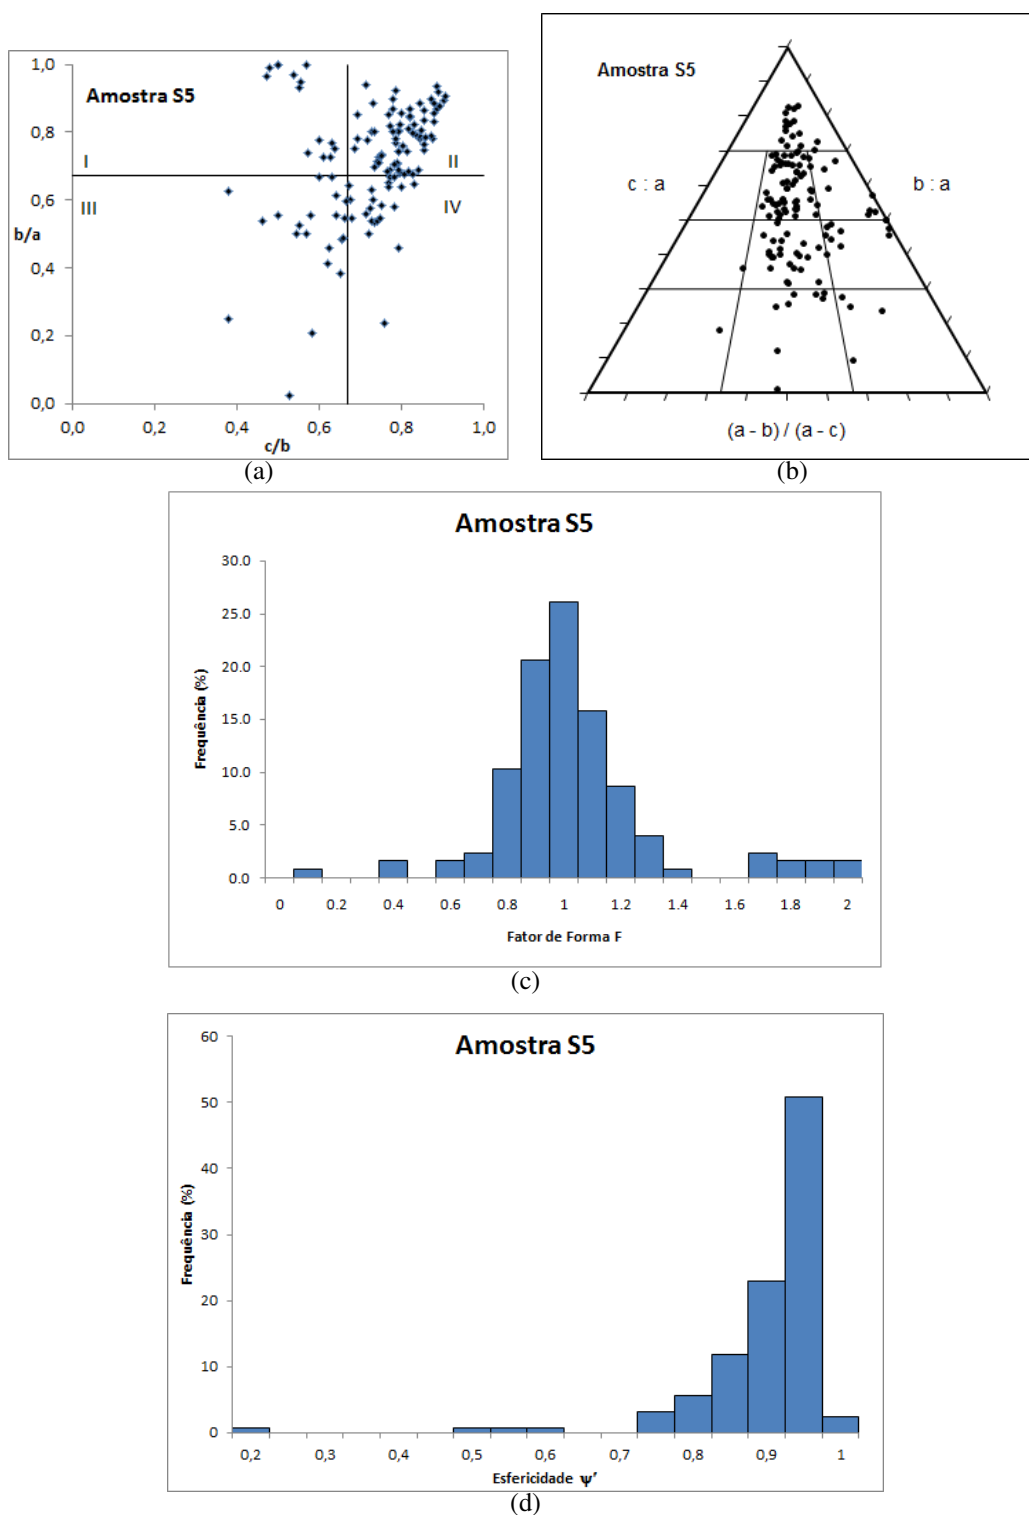 Amostra S5
1,0
0,8
0,6
0,4
0,2
0,0
b/a
I
II
III
IV
0,0 0,2 0,4 0,6 0,8 1,0
c/b
(a)
Amostra S5
c : a
b : a
(a - b) / (a - c)
(b)
Amostra S5
30.0
25.0
20.0
15.0
10.0
5.0
0.0
Frequência (%)
0 0.2 0.4 0.6 0.8 1 1.2 1.4 1.6 1.8 2
Fator de Forma F
(c)
Amostra S5
60
50
40
30
20
10
0
Frequência (%)
0,2 0,3 0,4 0,5 0,6 0,7 0,8 0,9 1
Esfericidade ψ'
(d)